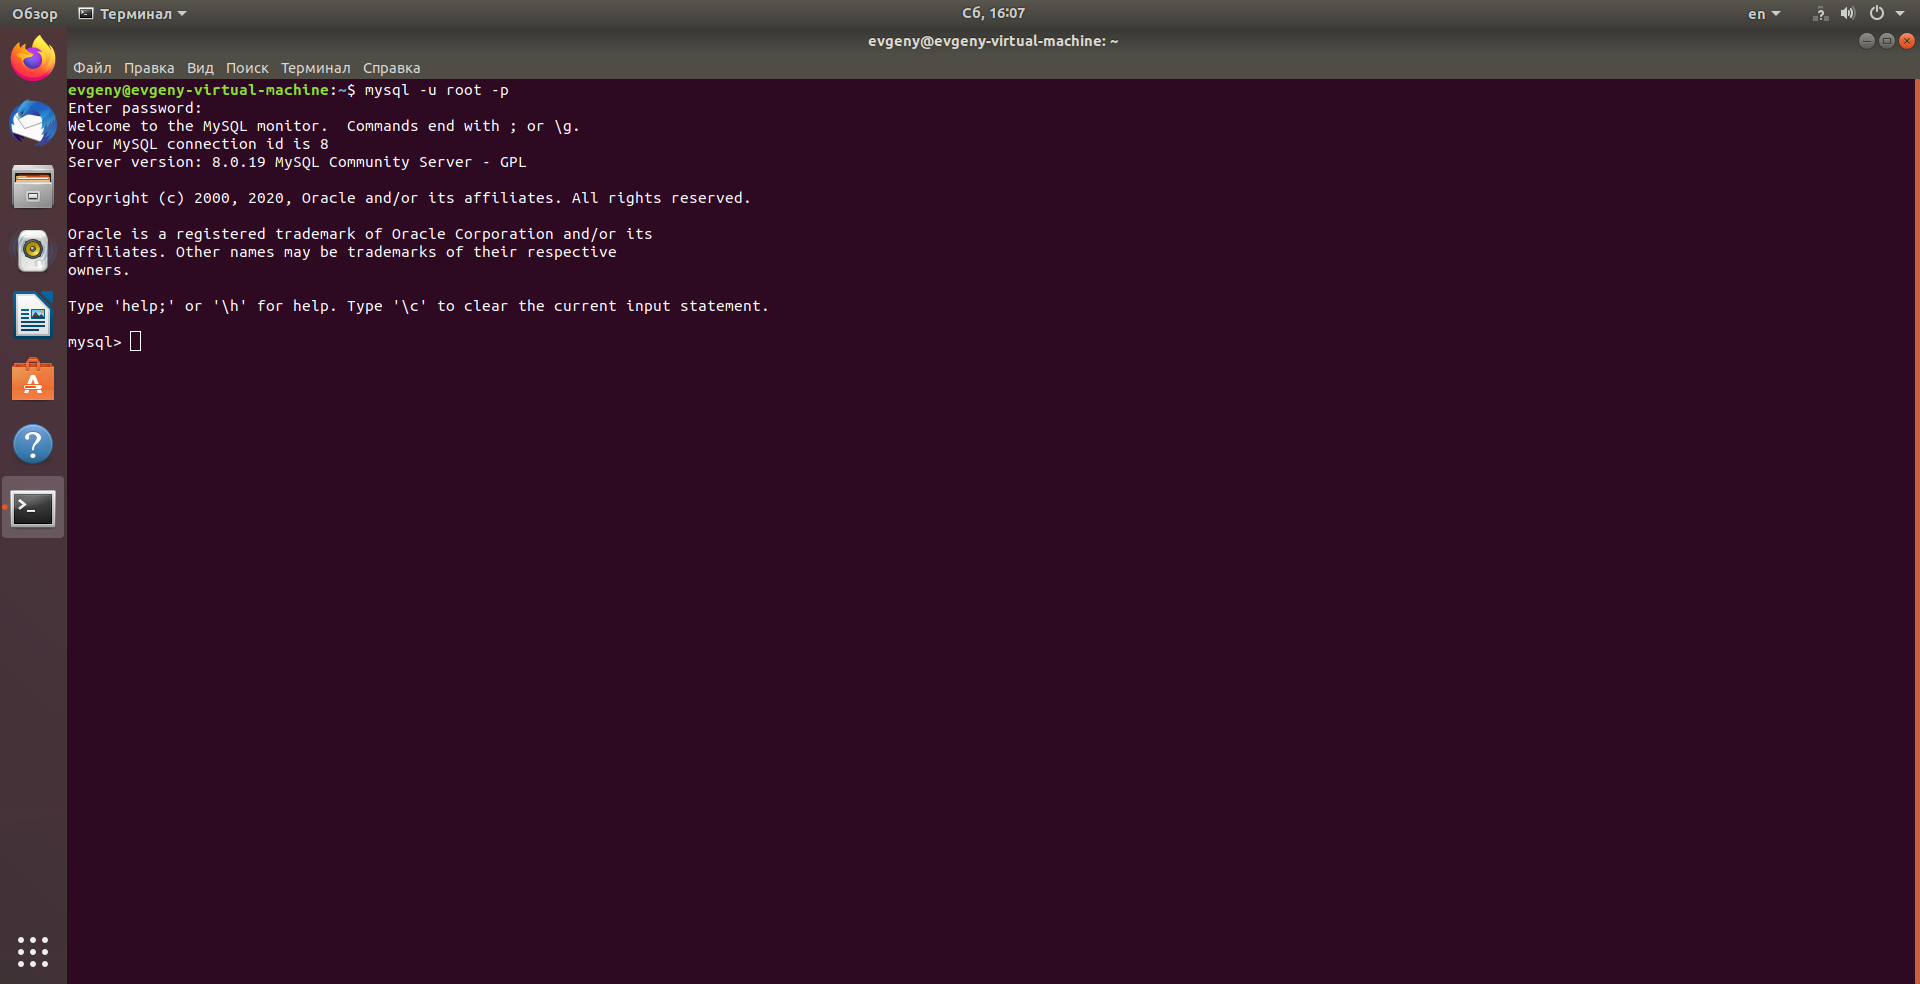 Обзор Терминал Сб, 16:07 en
evgeny@evgeny-virtual-machine: ~
Файл Правка Вид Поиск Терминал Справка
evgeny@evgeny-virtual-machine:~$ mysql -u root -p
Enter password:
Welcome to the MySQL monitor.  Commands end with ; or \g.
Your MySQL connection id is 8
Server version: 8.0.19 MySQL Community Server - GPL
Copyright (c) 2000, 2020, Oracle and/or its affiliates. All rights reserved.
Oracle is a registered trademark of Oracle Corporation and/or its
affiliates. Other names may be trademarks of their respective
owners.
Type 'help;' or '\h' for help. Type '\c' to clear the current input statement.
mysql>